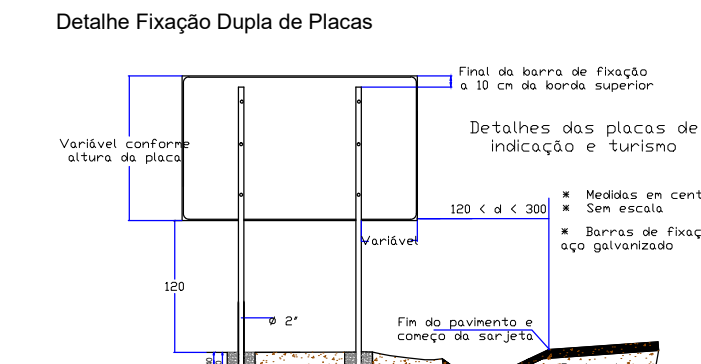 Detalhe Fixação Dupla de Placas
Final da barra de fixação
a 10 cm da borda superior
Detalhes das placas de
indicação e turismo
Variável conforme
altura da placa
* Medidas em cent
* Sem escala
120 < d < 300
* Barras de fixaç
aço galvanizado
Variável
120
ø 2"
Fim do pavimento e
começo da sarjeta